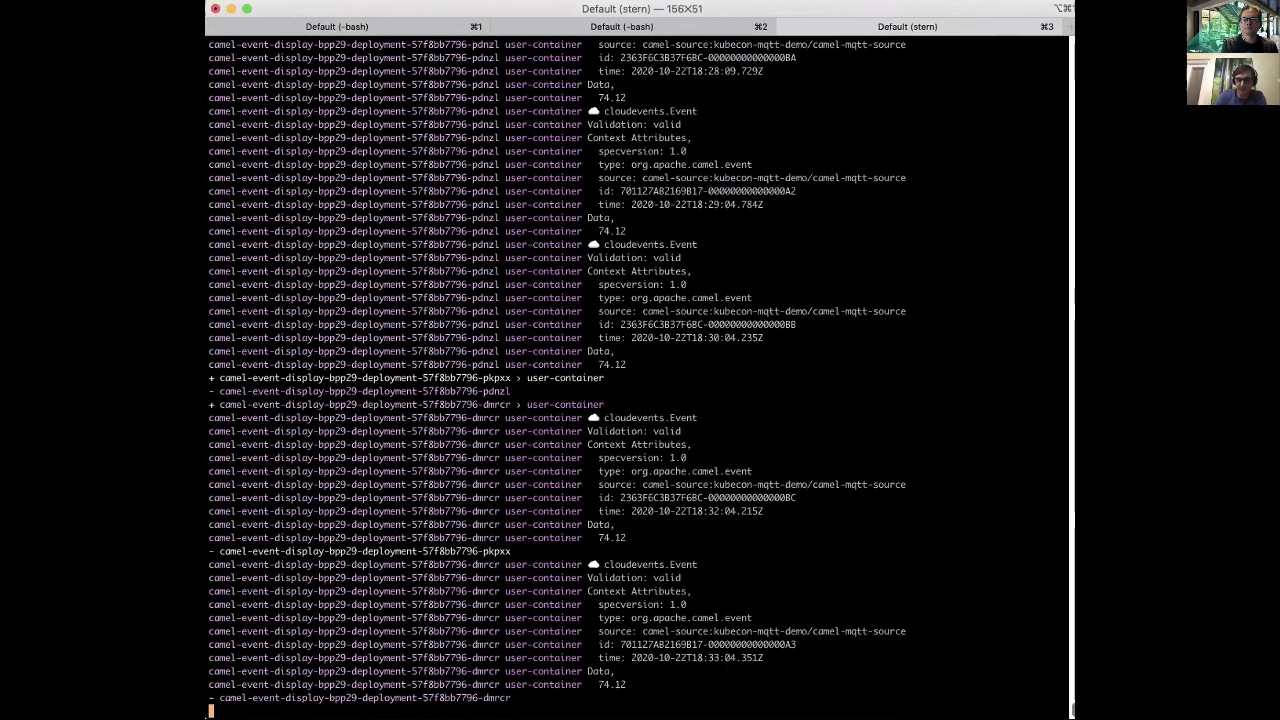 Default (stern) — 156×51
⌥⌘
Default (-bash) ⌘1 Default (-bash) ⌘2 Default (stern) ⌘3
camel-event-display-bpp29-deployment-57f8bb7796-pdnzl user-container source: camel-source:kubecon-mqtt-demo/camel-mqtt-source
camel-event-display-bpp29-deployment-57f8bb7796-pdnzl user-container id: 2363F6C3B37F6BC-00000000000000BA
camel-event-display-bpp29-deployment-57f8bb7796-pdnzl user-container time: 2020-10-22T18:28:09.729Z
camel-event-display-bpp29-deployment-57f8bb7796-pdnzl user-container Data,
camel-event-display-bpp29-deployment-57f8bb7796-pdnzl user-container 74.12
camel-event-display-bpp29-deployment-57f8bb7796-pdnzl user-container ☁️ cloudevents.Event
camel-event-display-bpp29-deployment-57f8bb7796-pdnzl user-container Validation: valid
camel-event-display-bpp29-deployment-57f8bb7796-pdnzl user-container Context Attributes,
camel-event-display-bpp29-deployment-57f8bb7796-pdnzl user-container specversion: 1.0
camel-event-display-bpp29-deployment-57f8bb7796-pdnzl user-container type: org.apache.camel.event
camel-event-display-bpp29-deployment-57f8bb7796-pdnzl user-container source: camel-source:kubecon-mqtt-demo/camel-mqtt-source
camel-event-display-bpp29-deployment-57f8bb7796-pdnzl user-container id: 701127AB2169B17-00000000000000A2
camel-event-display-bpp29-deployment-57f8bb7796-pdnzl user-container time: 2020-10-22T18:29:04.784Z
camel-event-display-bpp29-deployment-57f8bb7796-pdnzl user-container Data,
camel-event-display-bpp29-deployment-57f8bb7796-pdnzl user-container 74.12
camel-event-display-bpp29-deployment-57f8bb7796-pdnzl user-container ☁️ cloudevents.Event
camel-event-display-bpp29-deployment-57f8bb7796-pdnzl user-container Validation: valid
camel-event-display-bpp29-deployment-57f8bb7796-pdnzl user-container Context Attributes,
camel-event-display-bpp29-deployment-57f8bb7796-pdnzl user-container specversion: 1.0
camel-event-display-bpp29-deployment-57f8bb7796-pdnzl user-container type: org.apache.camel.event
camel-event-display-bpp29-deployment-57f8bb7796-pdnzl user-container source: camel-source:kubecon-mqtt-demo/camel-mqtt-source
camel-event-display-bpp29-deployment-57f8bb7796-pdnzl user-container id: 2363F6C3B37F6BC-00000000000000BB
camel-event-display-bpp29-deployment-57f8bb7796-pdnzl user-container time: 2020-10-22T18:30:04.235Z
camel-event-display-bpp29-deployment-57f8bb7796-pdnzl user-container Data,
camel-event-display-bpp29-deployment-57f8bb7796-pdnzl user-container 74.12
+ camel-event-display-bpp29-deployment-57f8bb7796-pkpxx › user-container
- camel-event-display-bpp29-deployment-57f8bb7796-pdnzl
+ camel-event-display-bpp29-deployment-57f8bb7796-dmrcr › user-container
camel-event-display-bpp29-deployment-57f8bb7796-dmrcr user-container ☁️ cloudevents.Event
camel-event-display-bpp29-deployment-57f8bb7796-dmrcr user-container Validation: valid
camel-event-display-bpp29-deployment-57f8bb7796-dmrcr user-container Context Attributes,
camel-event-display-bpp29-deployment-57f8bb7796-dmrcr user-container specversion: 1.0
camel-event-display-bpp29-deployment-57f8bb7796-dmrcr user-container type: org.apache.camel.event
camel-event-display-bpp29-deployment-57f8bb7796-dmrcr user-container source: camel-source:kubecon-mqtt-demo/camel-mqtt-source
camel-event-display-bpp29-deployment-57f8bb7796-dmrcr user-container id: 2363F6C3B37F6BC-00000000000000BC
camel-event-display-bpp29-deployment-57f8bb7796-dmrcr user-container time: 2020-10-22T18:32:04.215Z
camel-event-display-bpp29-deployment-57f8bb7796-dmrcr user-container Data,
camel-event-display-bpp29-deployment-57f8bb7796-dmrcr user-container 74.12
- camel-event-display-bpp29-deployment-57f8bb7796-pkpxx
camel-event-display-bpp29-deployment-57f8bb7796-dmrcr user-container ☁️ cloudevents.Event
camel-event-display-bpp29-deployment-57f8bb7796-dmrcr user-container Validation: valid
camel-event-display-bpp29-deployment-57f8bb7796-dmrcr user-container Context Attributes,
camel-event-display-bpp29-deployment-57f8bb7796-dmrcr user-container specversion: 1.0
camel-event-display-bpp29-deployment-57f8bb7796-dmrcr user-container type: org.apache.camel.event
camel-event-display-bpp29-deployment-57f8bb7796-dmrcr user-container source: camel-source:kubecon-mqtt-demo/camel-mqtt-source
camel-event-display-bpp29-deployment-57f8bb7796-dmrcr user-container id: 701127AB2169B17-00000000000000A3
camel-event-display-bpp29-deployment-57f8bb7796-dmrcr user-container time: 2020-10-22T18:33:04.351Z
camel-event-display-bpp29-deployment-57f8bb7796-dmrcr user-container Data,
camel-event-display-bpp29-deployment-57f8bb7796-dmrcr user-container 74.12
- camel-event-display-bpp29-deployment-57f8bb7796-dmrcr